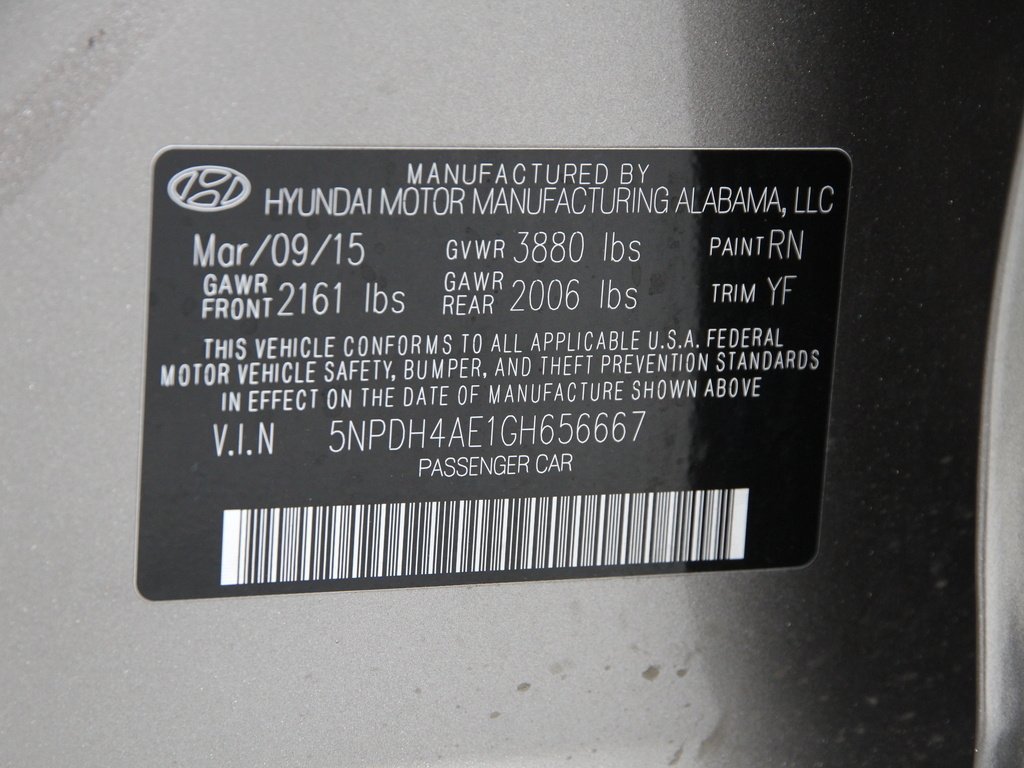 MANUFACTURED BY
HYUNDAI MOTOR MANUFACTURING ALABAMA, LLC
Mar/09/15 GVWR 3880 lbs PAINT RN
GAWR FRONT 2161 lbs GAWR REAR 2006 lbs TRIM YF
THIS VEHICLE CONFORMS TO ALL APPLICABLE U.S.A. FEDERAL
MOTOR VEHICLE SAFETY, BUMPER, AND THEFT PREVENTION STANDARDS
IN EFFECT ON THE DATE OF MANUFACTURE SHOWN ABOVE
V.I.N 5NPDH4AE1GH656667
PASSENGER CAR